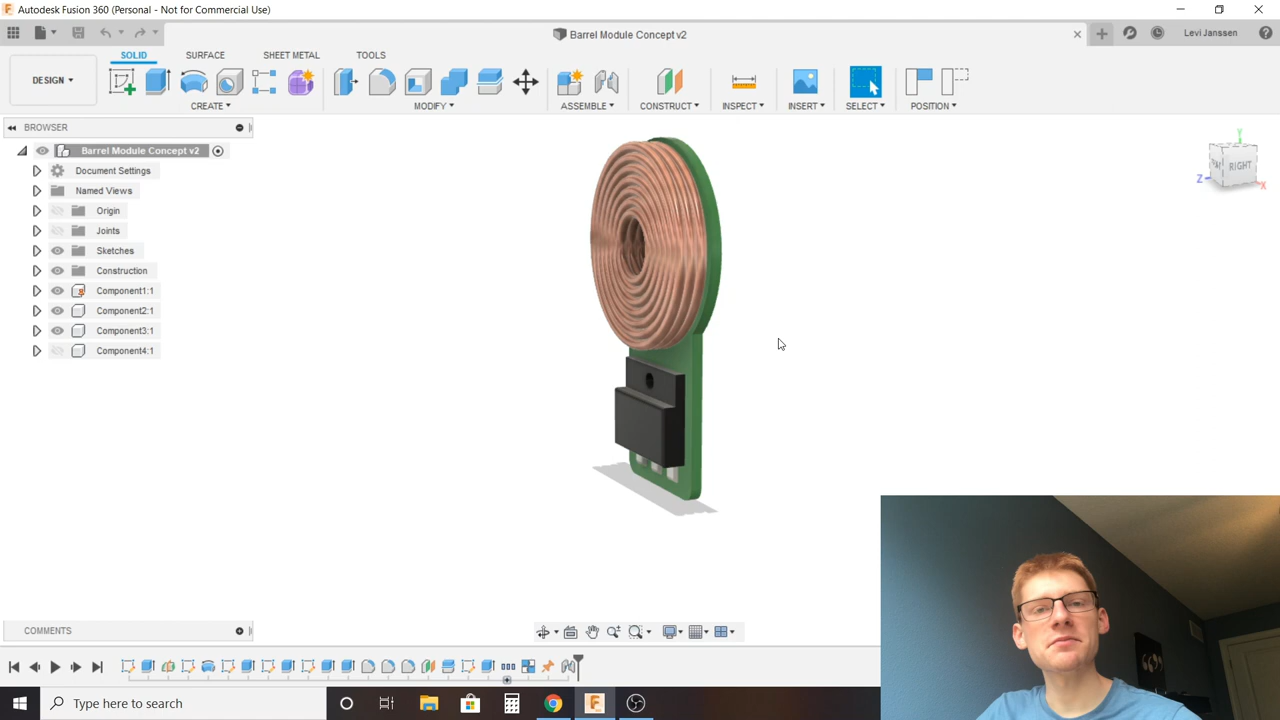 Autodesk Fusion 360 (Personal - Not for Commercial Use)
Barrel Module Concept v2
Levi Janssen
SOLID
SURFACE
SHEET METAL
TOOLS
DESIGN
CREATE
MODIFY
ASSEMBLE
CONSTRUCT
INSPECT
INSERT
SELECT
POSITION
BROWSER
Barrel Module Concept v2
Document Settings
Named Views
Origin
Joints
Sketches
Construction
Component1:1
Component2:1
Component3:1
Component4:1
Y
RIGHT
Z
X
COMMENTS
Type here to search